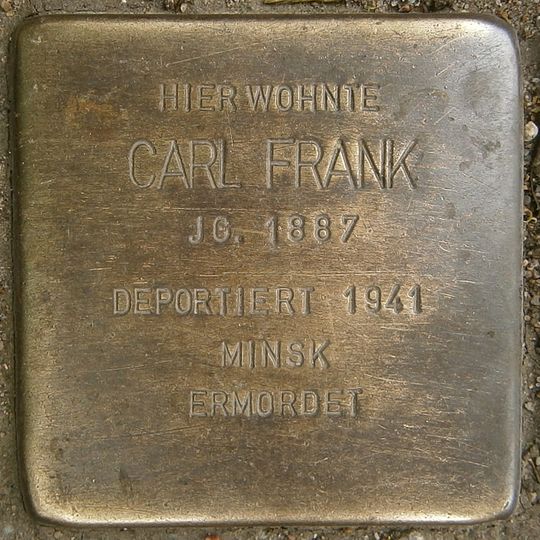 HIER WOHNTE
CARL FRANK
JG. 1887
DEPORTIERT 1941
MINSK
ERMORDET